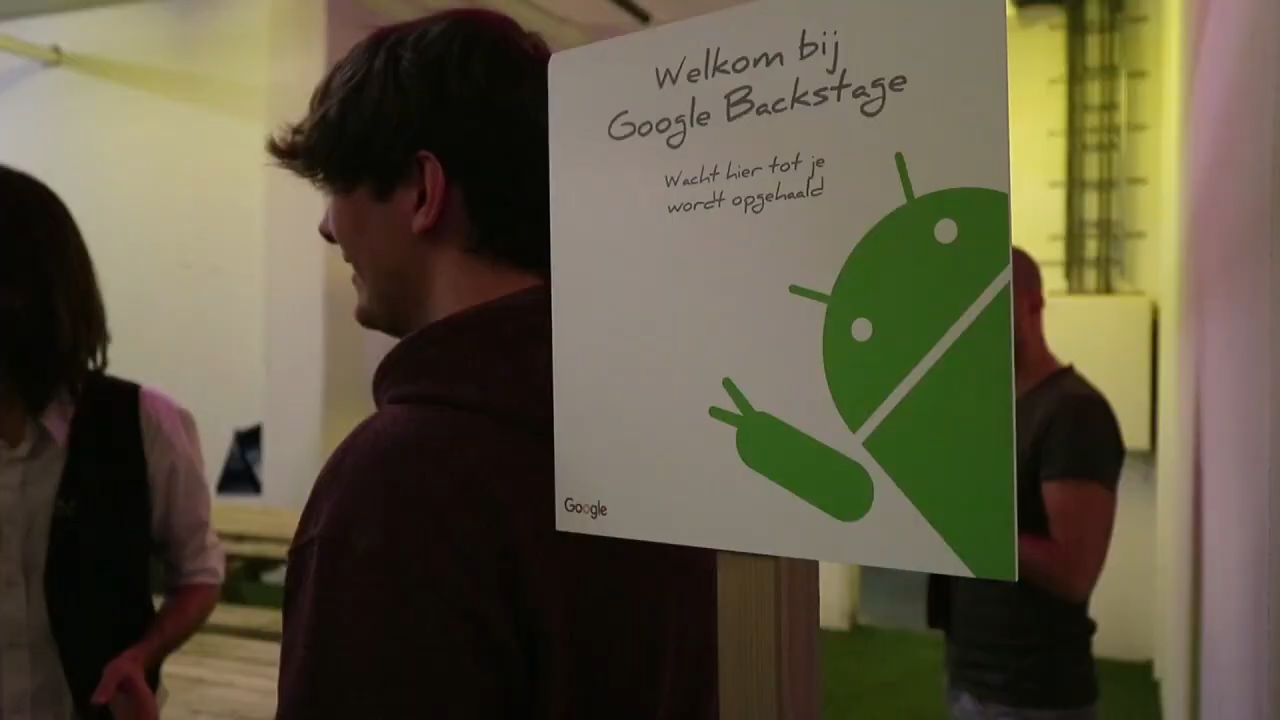 Welkom bij
Google Backstage
Wacht hier tot je
wordt opgehaald
Google